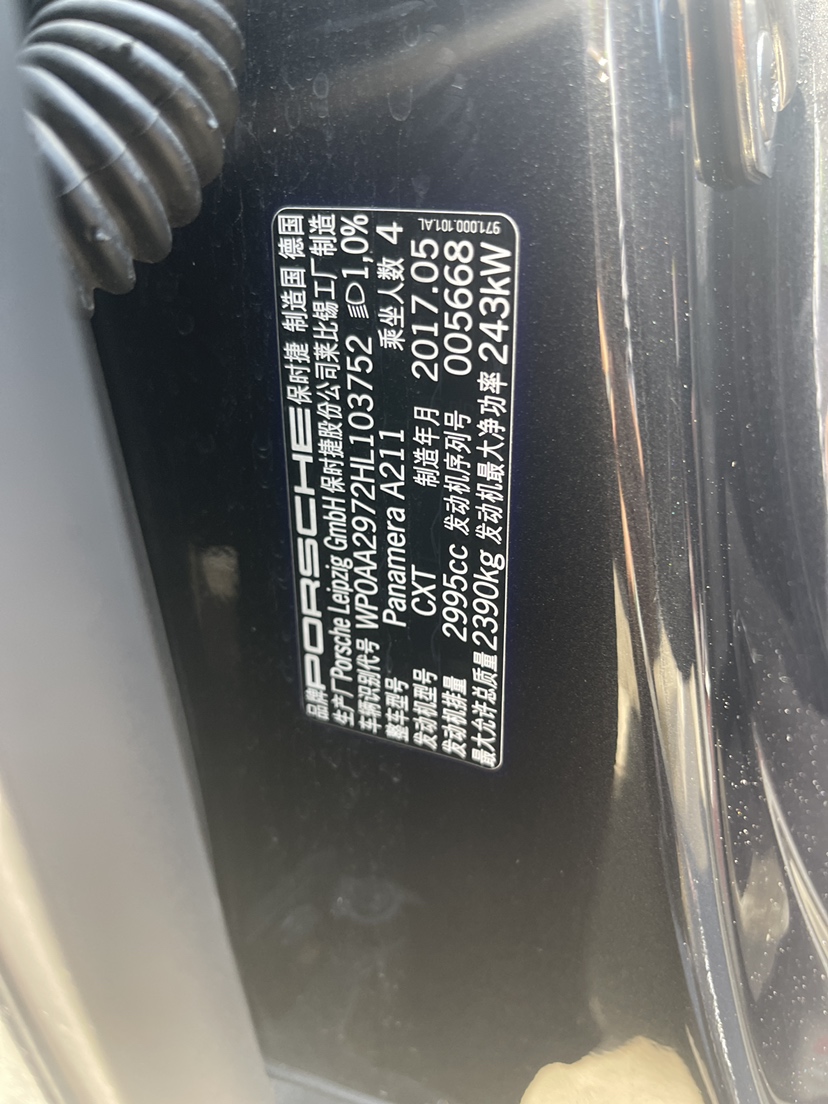 品牌 PORSCHE 保时捷 制造国 德国
生产厂 Porsche Leipzig GmbH 保时捷股份公司莱比锡工厂制造
车辆识别代号 WP0AA2972HL103752 1,0%
整车型号 Panamera A211 乘坐人数 4
发动机型号 CXT 制造年月 2017.05
发动机排量 2995cc 发动机序列号 005668
最大允许总质量 2390kg 发动机最大净功率 243kW
971.000.101.AL